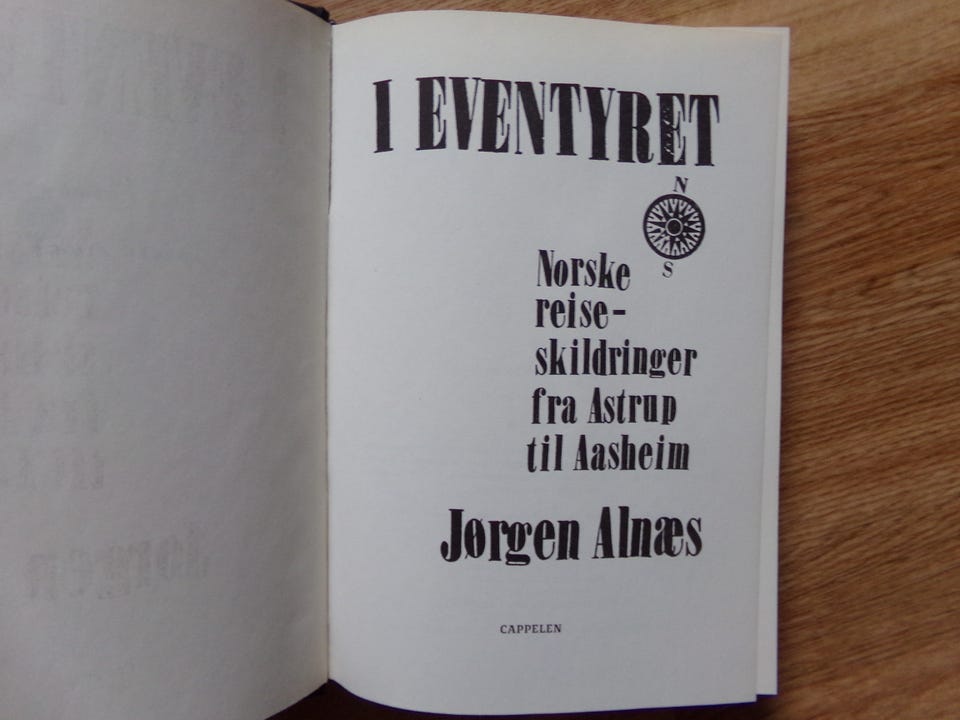 I EVENTYRET
N
S
Norske
reise-
skildringer
fra Astrup
til Aasheim
Jørgen Alnæs
CAPPELEN